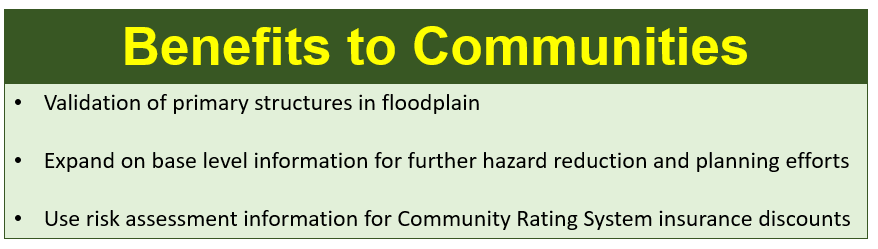 Benefits to Communities
• Validation of primary structures in floodplain
• Expand on base level information for further hazard reduction and planning efforts
• Use risk assessment information for Community Rating System insurance discounts